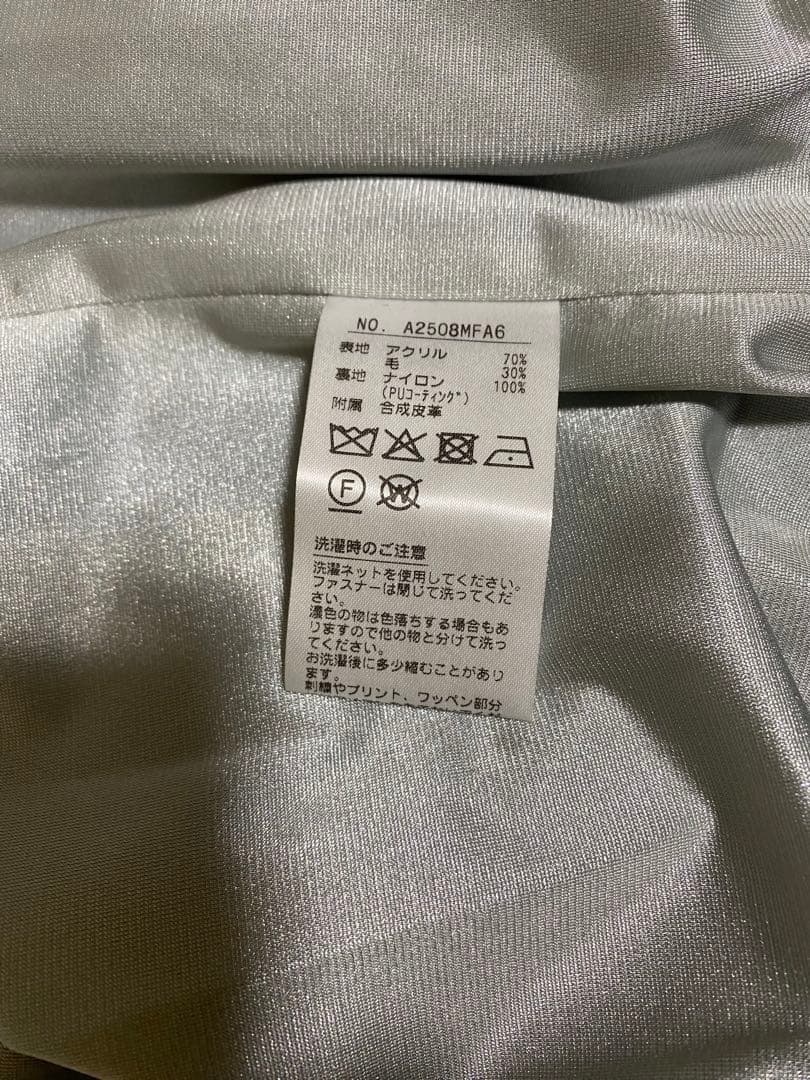 NO. A2508MFA6
表地 アクリル 70%
毛 30%
裏地 ナイロン 100%
(PUコーティング)
附属 合成皮革
F W
洗濯時のご注意
洗濯ネットを使用してください。
ファスナーは閉じて洗ってくだ
さい。
濃色の物は色落ちする場合もあ
りますので他の物と分けて洗っ
てください。
お洗濯後に多少縮むことがあり
ます。
刺繍やプリント、ワッペン部分